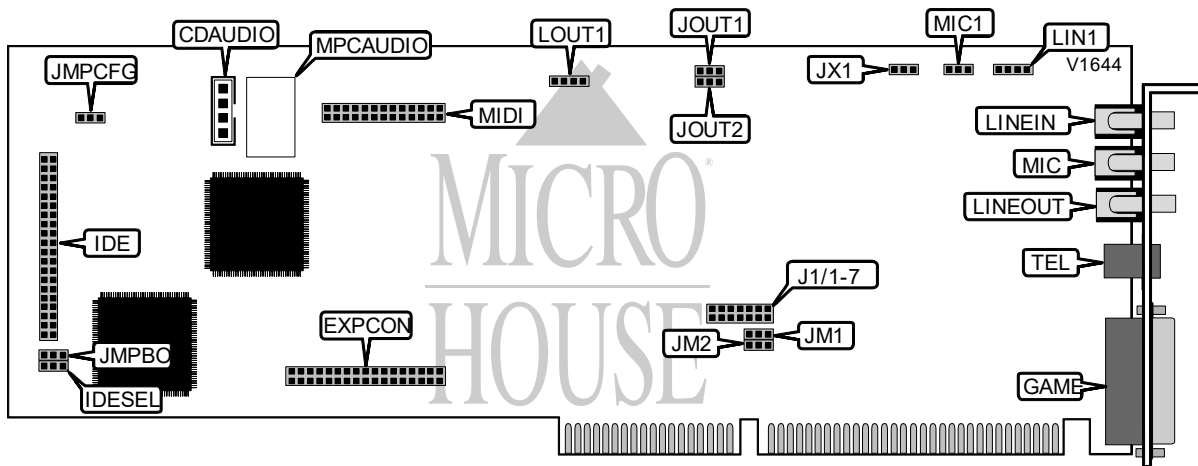 CDAUDIO
MPCAUDIO
LOUT1
JOUT1
MIC1
LIN1
JMPCFG
JX1
V1644
MIDI
JOUT2
LINEIN
MIC
LINEOUT
MICRO
HOUSE
®
IDE
TEL
J1/1-7
EXPCON
JMPBO
JM2
JM1
IDESEL
GAME